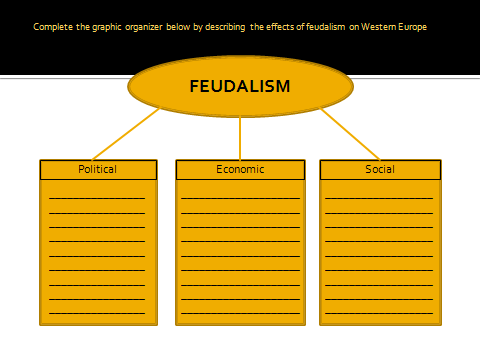 Complete the graphic organizer below by describing the effects of feudalism on Western Europe
FEUDALISM
Political
Economic
Social